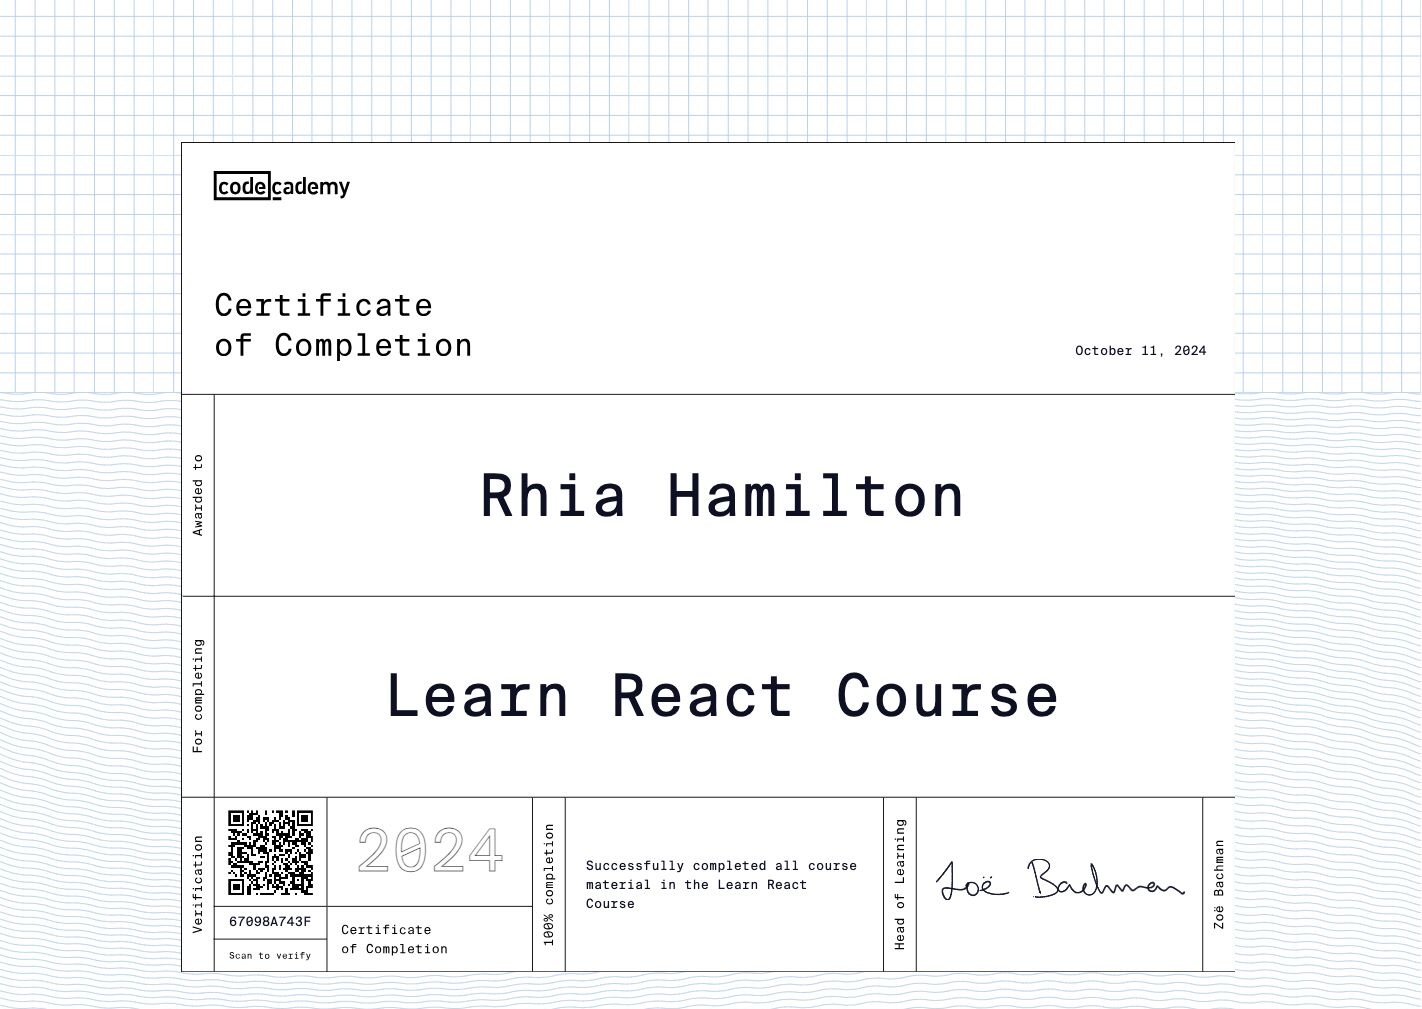 codecademy
Certificate
of Completion
October 11, 2024
Awarded to
Rhia Hamilton
For completing
Learn React Course
Verification
67098A743F
Scan to verify
2024
Certificate
of Completion
100% completion
Successfully completed all course
material in the Learn React
Course
Head of Learning
Zoë Bachman
Zoë Bachman